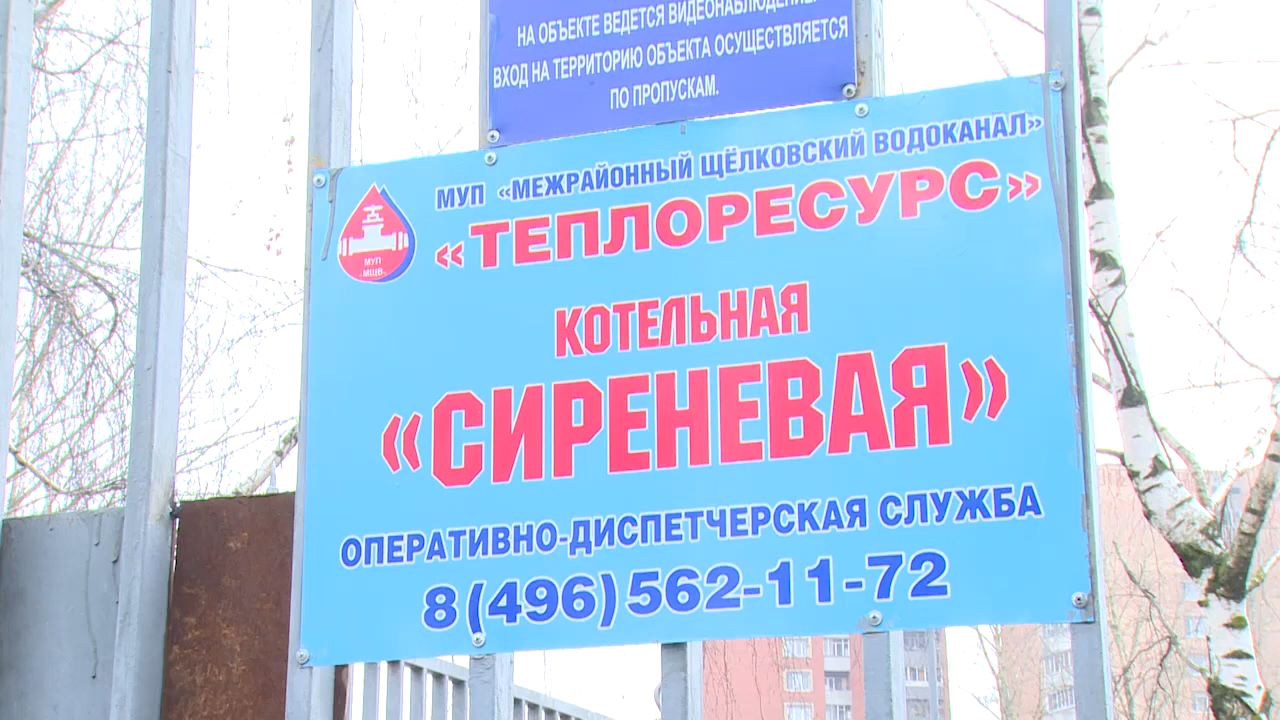 НА ОБЪЕКТЕ ВЕДЕТСЯ ВИДЕОНАБЛЮДЕНИЕ.
ВХОД НА ТЕРРИТОРИЮ ОБЪЕКТА ОСУЩЕСТВЛЯЕТСЯ
ПО ПРОПУСКАМ.
МУП «МЕЖРАЙОННЫЙ ЩЁЛКОВСКИЙ ВОДОКАНАЛ»
«ТЕПЛОРЕСУРС»
МУП
«МЩВ»
КОТЕЛЬНАЯ
«СИРЕНЕВАЯ»
ОПЕРАТИВНО-ДИСПЕТЧЕРСКАЯ СЛУЖБА
8(496)562-11-72